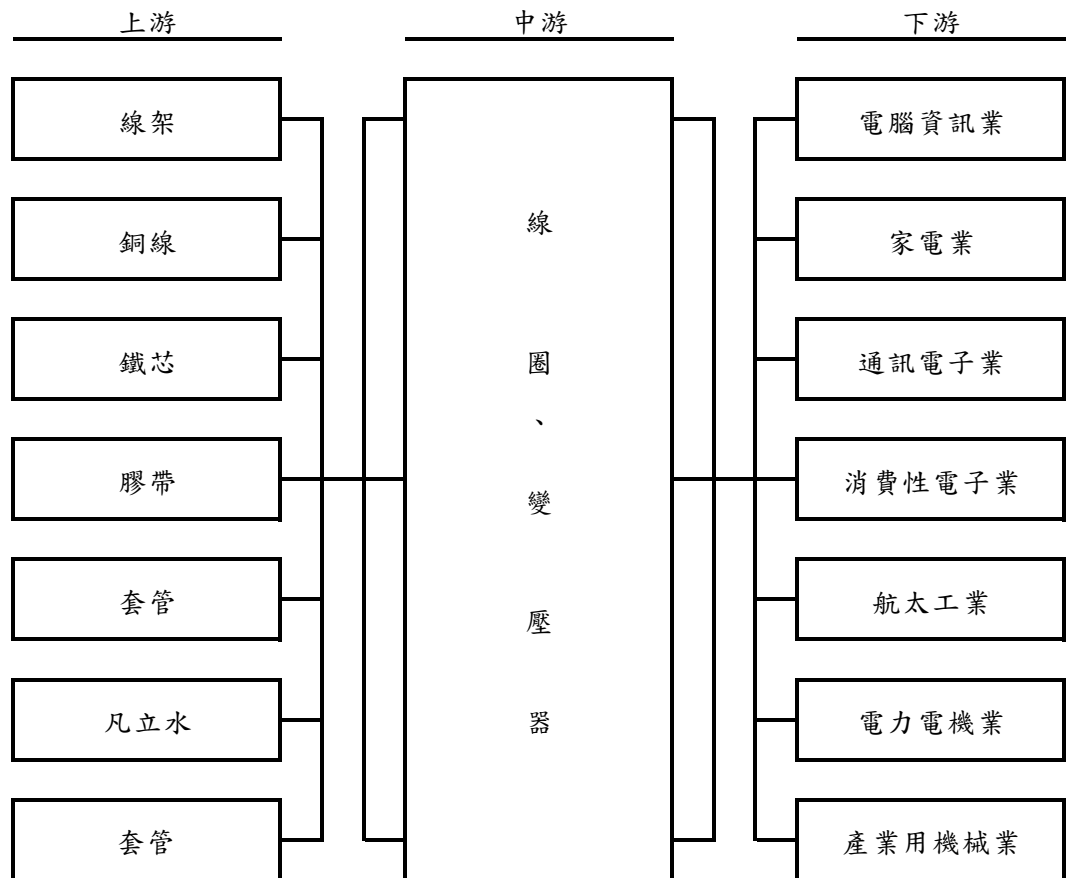 上游
中游
下游
線架
銅線
鐵芯
膠帶
套管
凡立水
套管
線
圈
、
變
壓
器
電腦資訊業
家電業
通訊電子業
消費性電子業
航太工業
電力電機業
產業用機械業